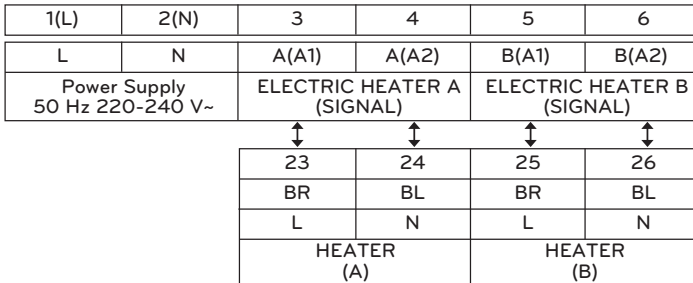 1(L) 2(N) 3 4 5 6
L N A(A1) A(A2) B(A1) B(A2)
Power Supply ELECTRIC HEATER A ELECTRIC HEATER B
50 Hz 220-240 V~ (SIGNAL) (SIGNAL)
23 24 25 26
BR BL BR BL
L N L N
HEATER HEATER
(A) (B)